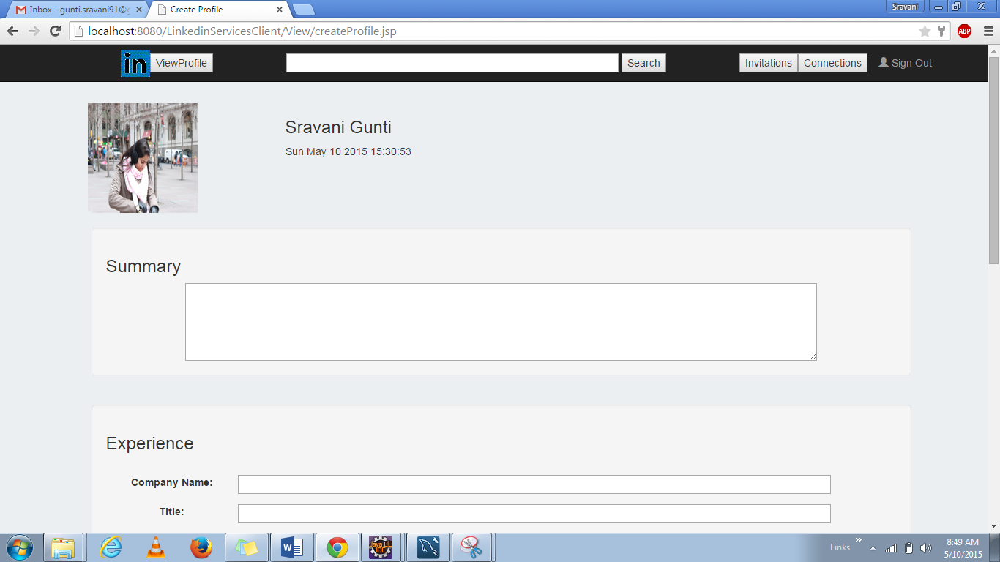 Inbox - gunti.sravani91@g
Create Profile
Sravani
localhost:8080/LinkedinServicesClient/View/createProfile.jsp
ABP
in
ViewProfile
Search
Invitations
Connections
Sign Out
Sravani Gunti
Sun May 10 2015 15:30:53
Summary
Experience
Company Name:
Title:
Java EE
IDE
Links
8:49 AM
5/10/2015